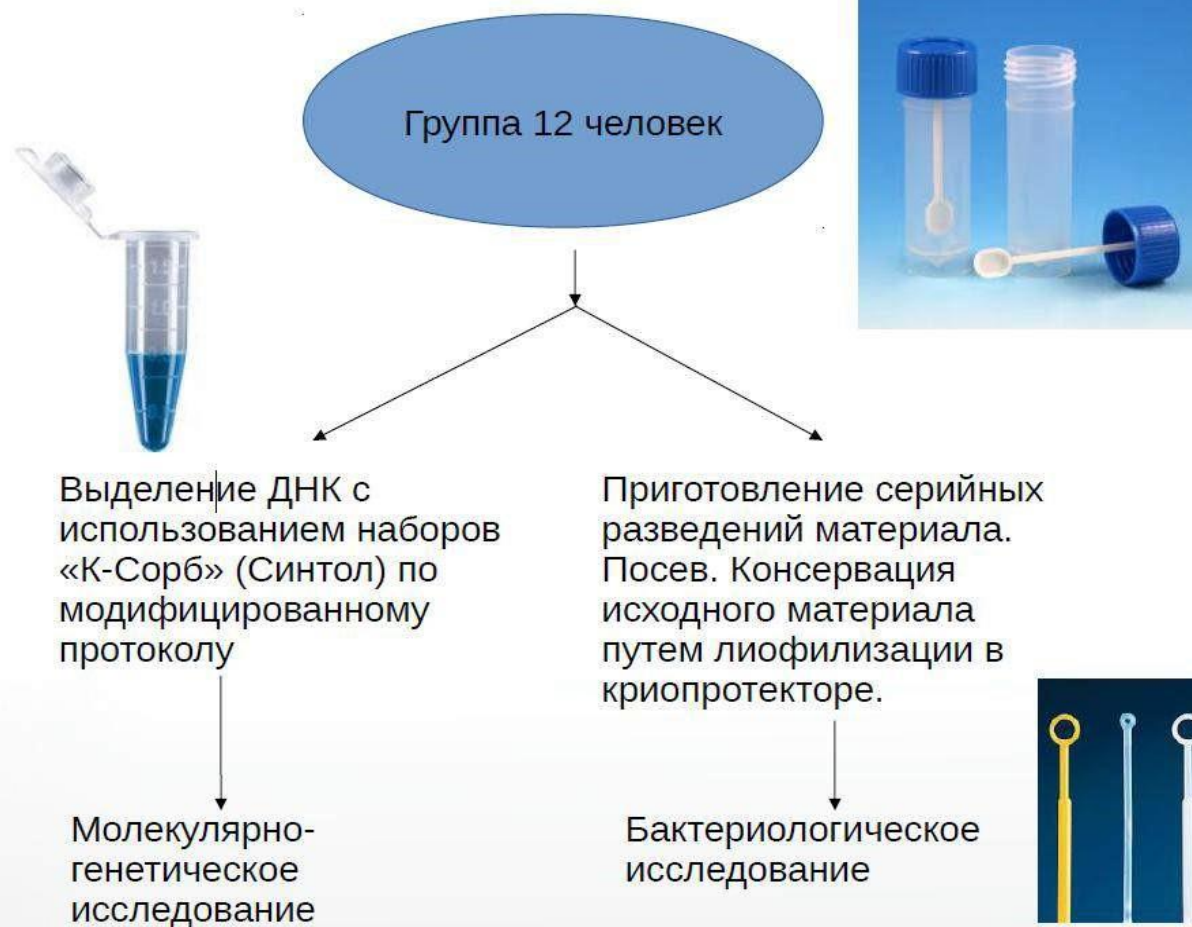 Группа 12 человек
Выделение ДНК с
использованием наборов
«К-Сорб» (Синтол) по
модифицированному
протоколу
Приготовление серийных
разведений материала.
Посев. Консервация
исходного материала
путем лиофилизации в
криопротекторе.
Молекулярно-
генетическое
исследование
Бактериологическое
исследование